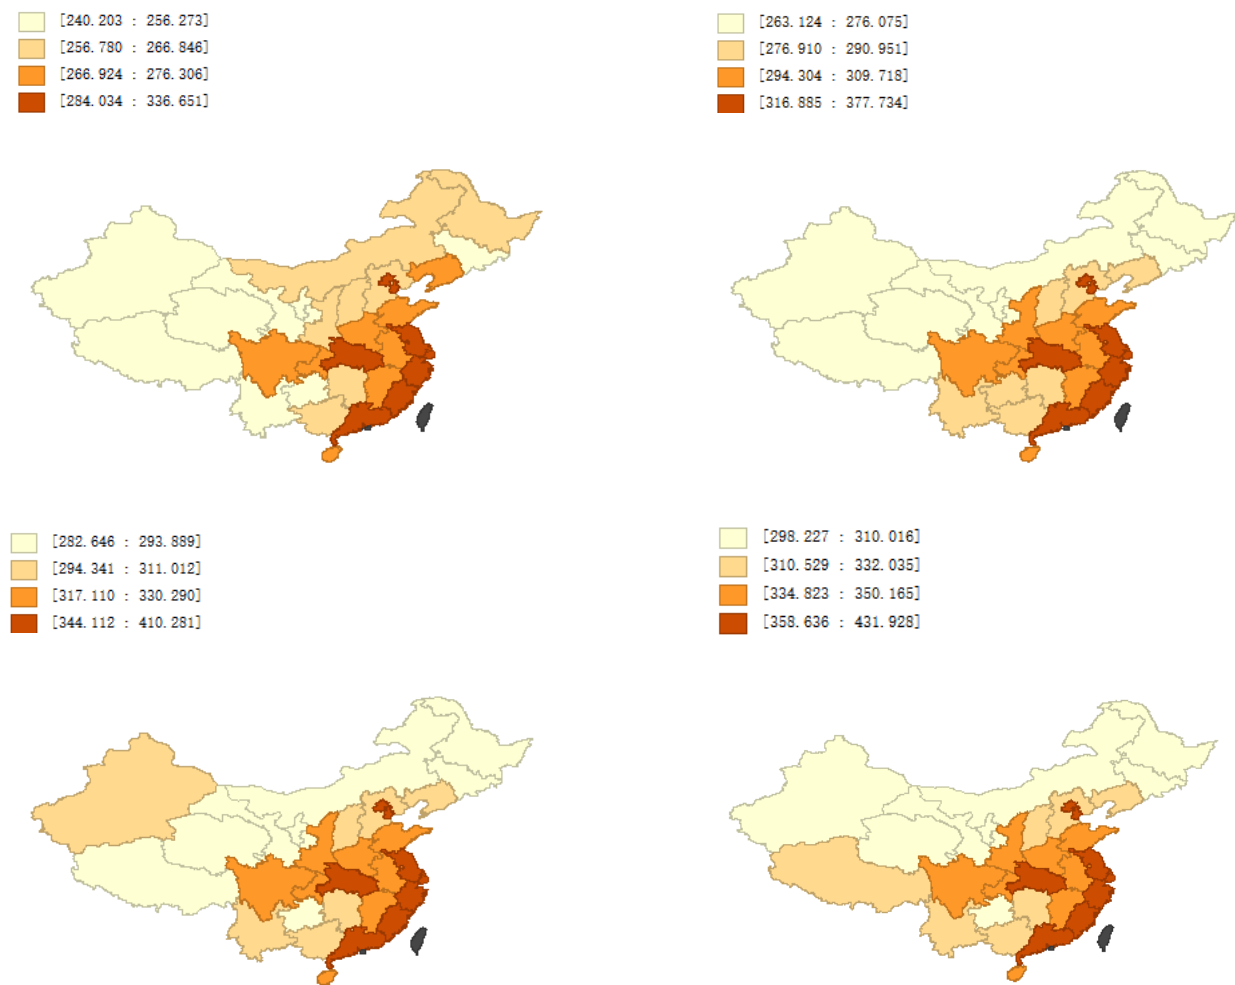 [240.203 : 256.273]
[256.780 : 266.846]
[266.924 : 276.306]
[284.034 : 336.651]
[263.124 : 276.075]
[276.910 : 290.951]
[294.304 : 309.718]
[316.885 : 377.734]
[282.646 : 293.889]
[294.341 : 311.012]
[317.110 : 330.290]
[344.112 : 410.281]
[298.227 : 310.016]
[310.529 : 332.035]
[334.823 : 350.165]
[358.636 : 431.928]